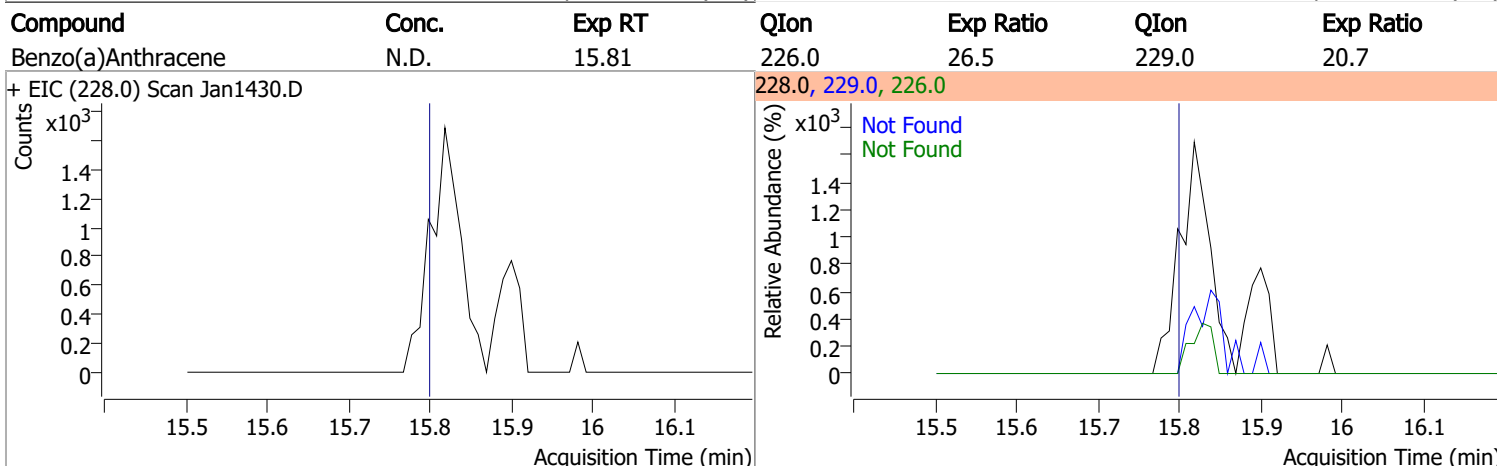 Compound Conc. Exp RT QIon Exp Ratio QIon Exp Ratio
Benzo(a)Anthracene N.D. 15.81 226.0 26.5 229.0 20.7
+ EIC (228.0) Scan Jan1430.D
Counts
x10³
1.4
1.2
1
0.8
0.6
0.4
0.2
0
15.5 15.6 15.7 15.8 15.9 16 16.1
Acquisition Time (min)
228.0, 229.0, 226.0
Relative Abundance (%)
x10³
Not Found
Not Found
1.4
1.2
1
0.8
0.6
0.4
0.2
0
15.5 15.6 15.7 15.8 15.9 16 16.1
Acquisition Time (min)